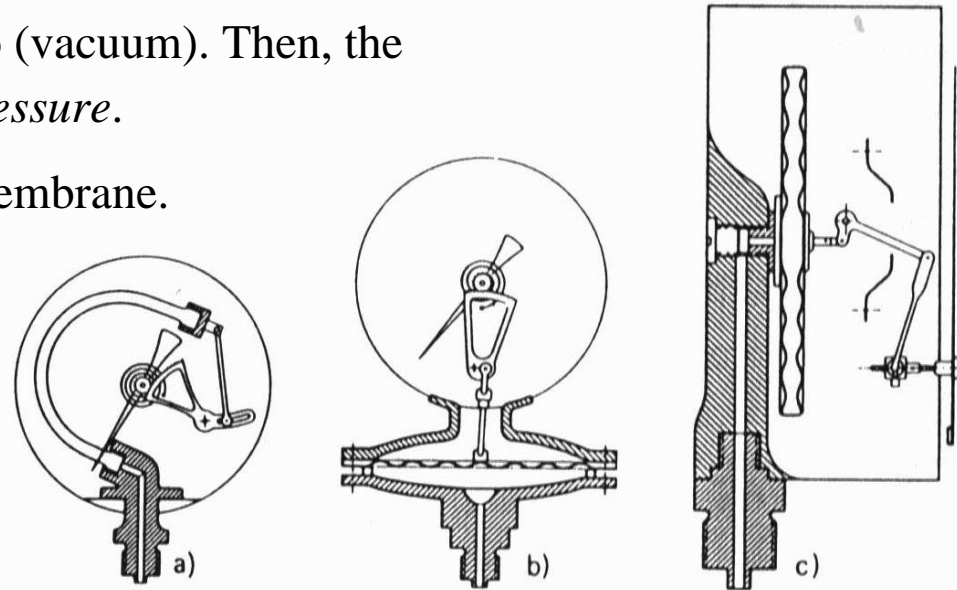 (vacuum). Then, the
essure.
embrane.
a)
b)
c)